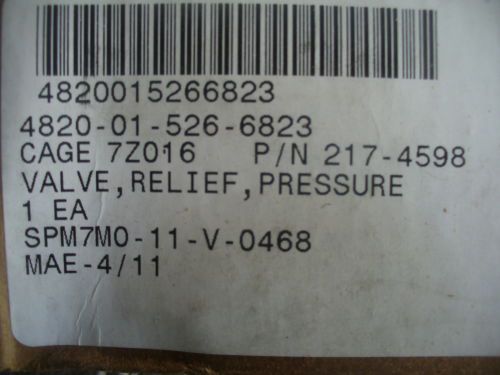 4820015266823
4820-01-526-6823
CAGE 7Z016 P/N 217-4598
VALVE,RELIEF,PRESSURE
1 EA
SPM7M0-11-V-0468
MAE-4/11